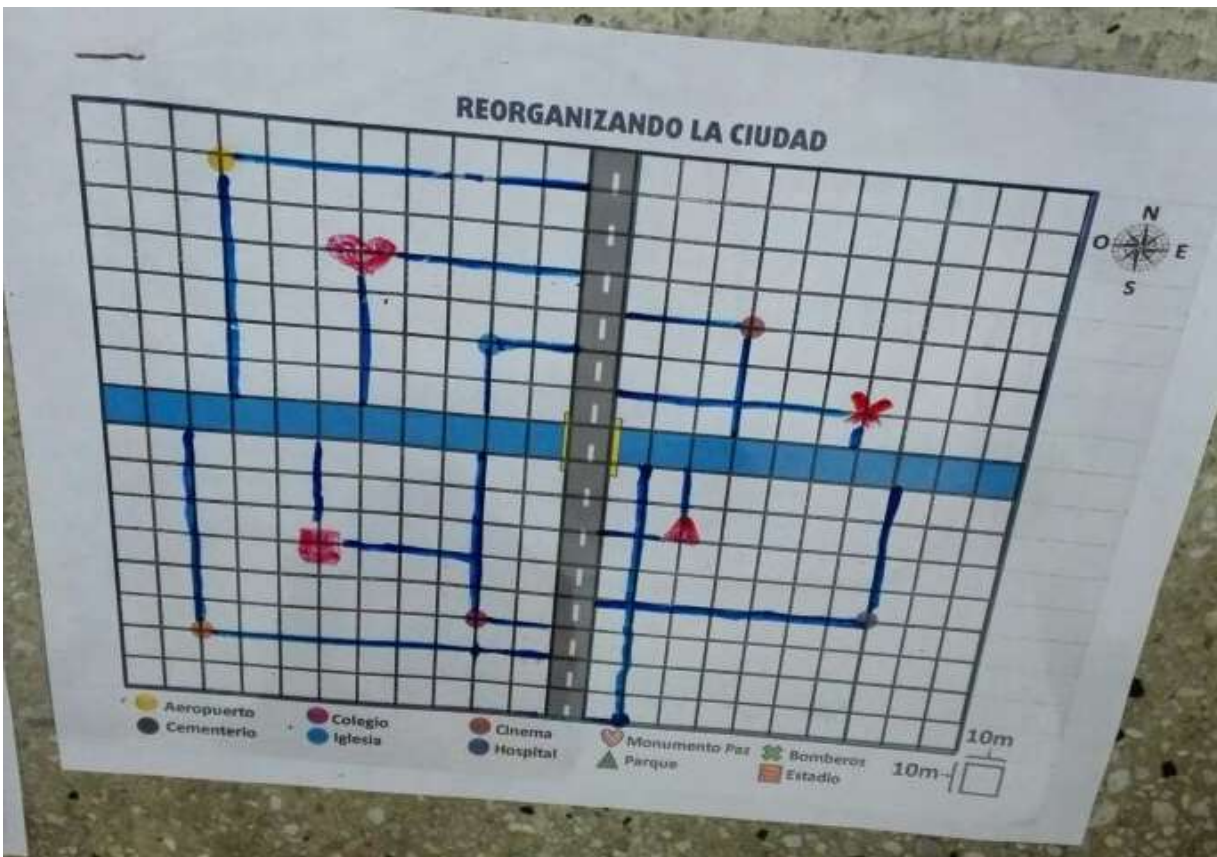 REORGANIZANDO LA CIUDAD
N
O E
S
Aeropuerto
Cementerio
Colegio
Iglesia
Cinema
Hospital
Monumento Paz
Parque
Bomberos
Estadio
10m
10m